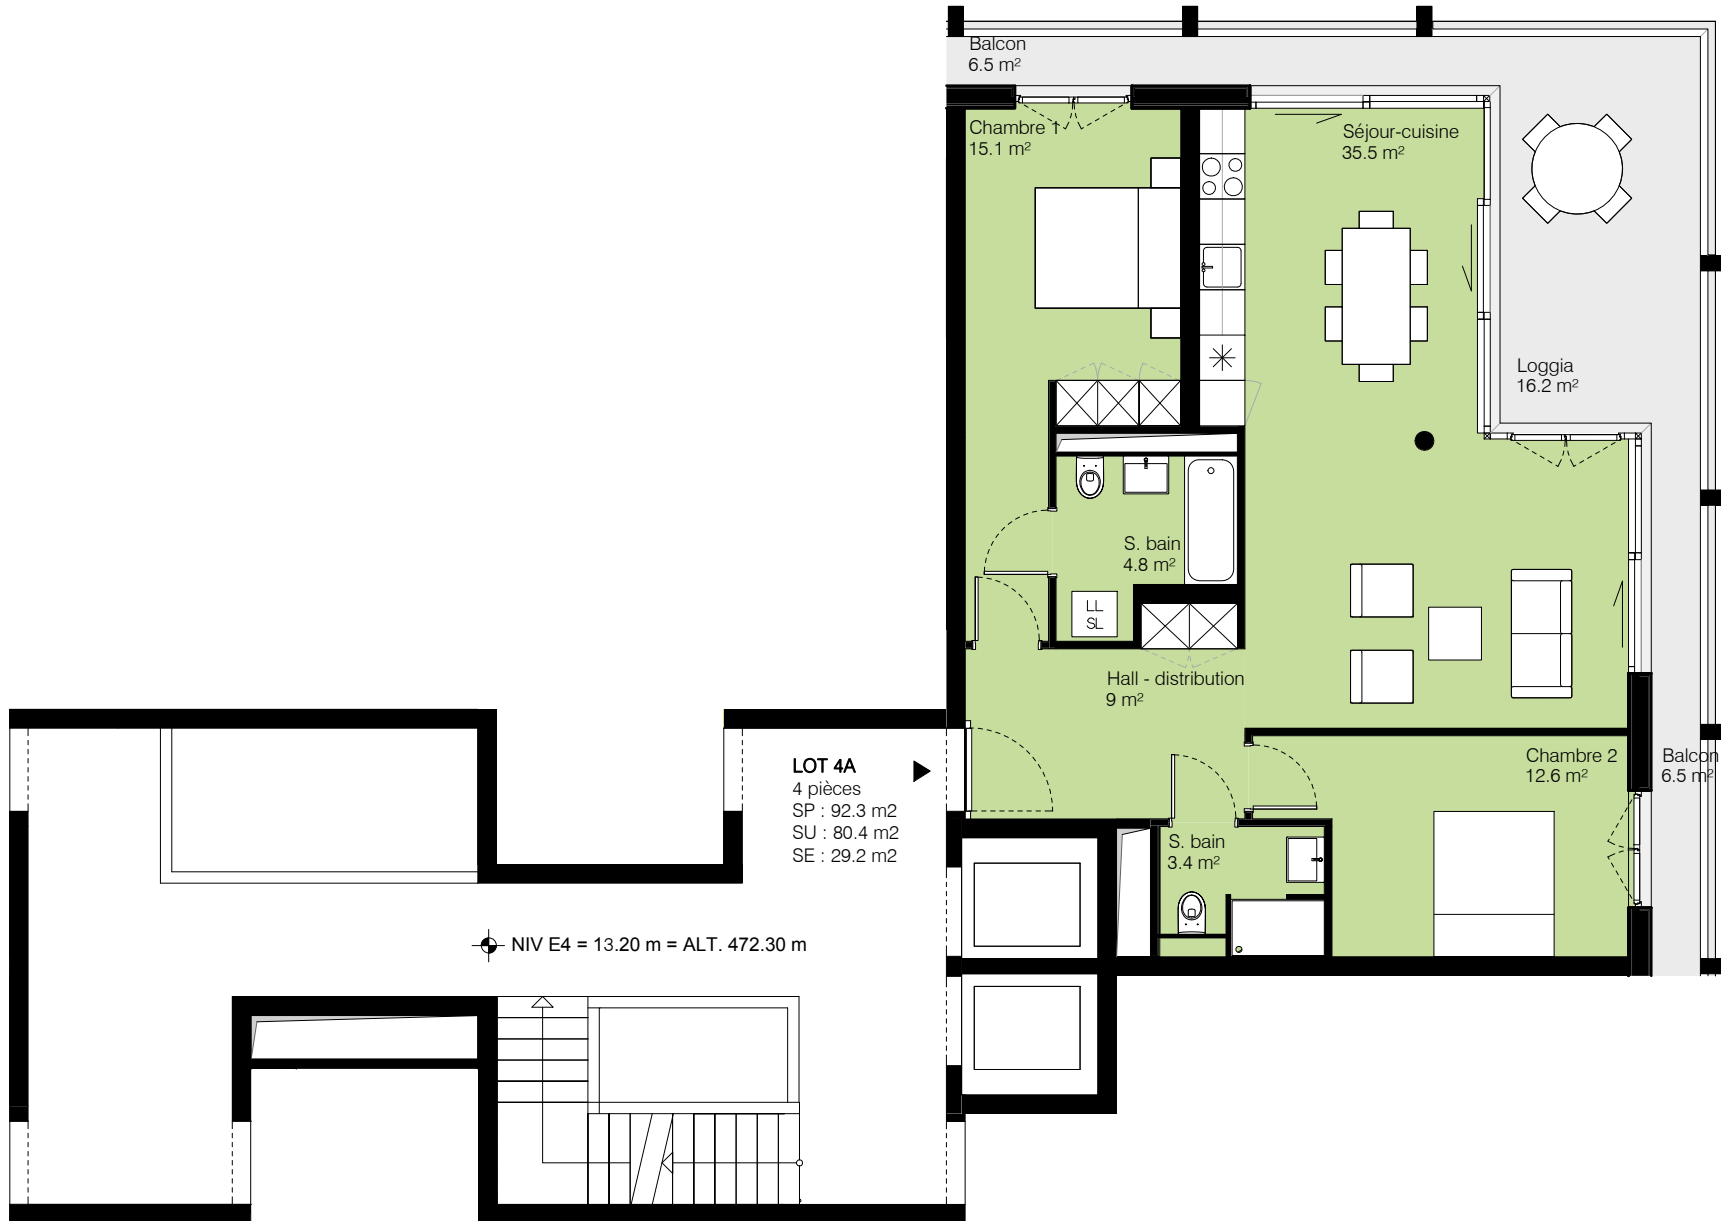 Balcon
6.5 m²
Chambre 1
15.1 m²
Séjour-cuisine
35.5 m²
Loggia
16.2 m²
S. bain
4.8 m²
LL
SL
Hall - distribution
9 m²
LOT 4A
4 pièces
SP : 92.3 m2
SU : 80.4 m2
SE : 29.2 m2
Chambre 2
12.6 m²
Balcon
6.5 m²
S. bain
3.4 m²
NIV E4 = 13.20 m = ALT. 472.30 m